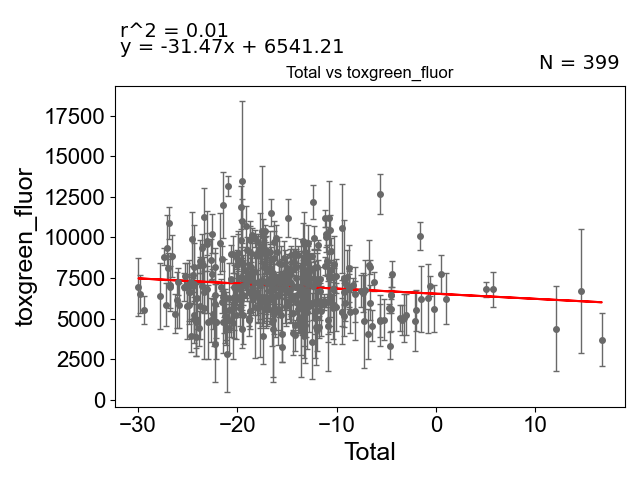 r^2 = 0.01
y = -31.47x + 6541.21
N = 399
Total vs toxgreen_fluor
17500
15000
12500
10000
7500
5000
2500
0
toxgreen_fluor
−30
−20
−10
0
10
Total